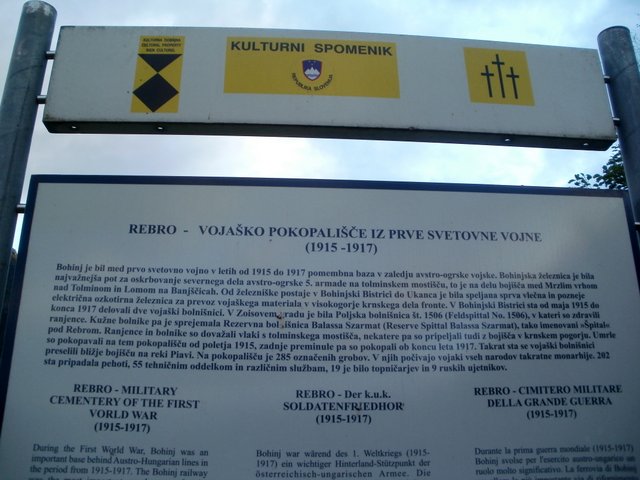 KULTURNA DOBRINA
CULTURAL PROPERTY
BIEN CULTUREL
KULTURNI SPOMENIK
REPUBLIKA SLOVENIJA
REBRO - VOJAŠKO POKOPALIŠČE IZ PRVE SVETOVNE VOJNE
(1915 -1917)
Bohinj je bil med prvo svetovno vojno v letih od 1915 do 1917 pomembna baza v zaledju avstro-ogrske vojske. Bohinjska železnica je bila
najvažnejša pot za oskrbovanje severnega dela avstro-ogrske 5. armade na tolminskem mostišču, to je na delu bojišča med Mrzlim vrhom
nad Tolminom in Lomom na Banjščicah. Od železniške postaje v Bohinjski Bistrici do Ukanca je bila speljana sprva vlečna in pozneje
električna ozkotirna železnica za prevoz vojaškega materiala v visokogorje krnskega dela fronte. V Bohinjski Bistrici sta od maja 1915 do
konca 1917 delovali dve vojaški bolnišnici. V Zoisovem gradu je bila Poljska bolnišnica št. 1506 (Feldspittal No. 1506), v kateri so zdravili
ranjence. Kužne bolnike pa je sprejemala Rezervna bolnišnica Balassa Szarmat (Reserve Spittal Balassa Szarmat), tako imenovani »Špital«
pod Rebrom. Ranjence in bolnike so dovažali vlaki s tolminskega mostišča, nekatere pa so pripeljali tudi z bojišča v krnskem pogorju. Umrle
so pokopavali na tem pokopališču od poletja 1915, zadnje preminule pa so pokopali ob koncu leta 1917. Takrat sta se vojaški bolnišnici
preselili bližje bojišču na reki Piavi. Na pokopališču je 285 označenih grobov. V njih počivajo vojaki vseh narodov takratne monarhije. 202
sta pripadala pehoti, 55 tehničnim oddelkom in različnim službam, 19 je bilo topničarjev in 9 ruskih ujetnikov.
REBRO - MILITARY
CEMENTERY OF THE FIRST
WORLD WAR
(1915-1917)
During the First World War, Bohinj was an
important base behind Austro-Hungarian lines in
the period from 1915-1917. The Bohinj railway
REBRO - Der k.u.k.
SOLDATENFRIEDHOF
(1915-1917)
Bohinj war wärend des 1. Weltkriegs (1915-
1917) ein wichtiger Hinterland-Stützpunkt der
österreichisch-ungarischen Armee. Die
REBRO - CIMITERO MILITARE
DELLA GRANDE GUERRA
(1915-1917)
Durante la prima guerra mondiale (1915-1917)
Bohinj svolse per l'esercito austro-ungarico un
ruolo molto significativo. La ferrovia di Bohinj